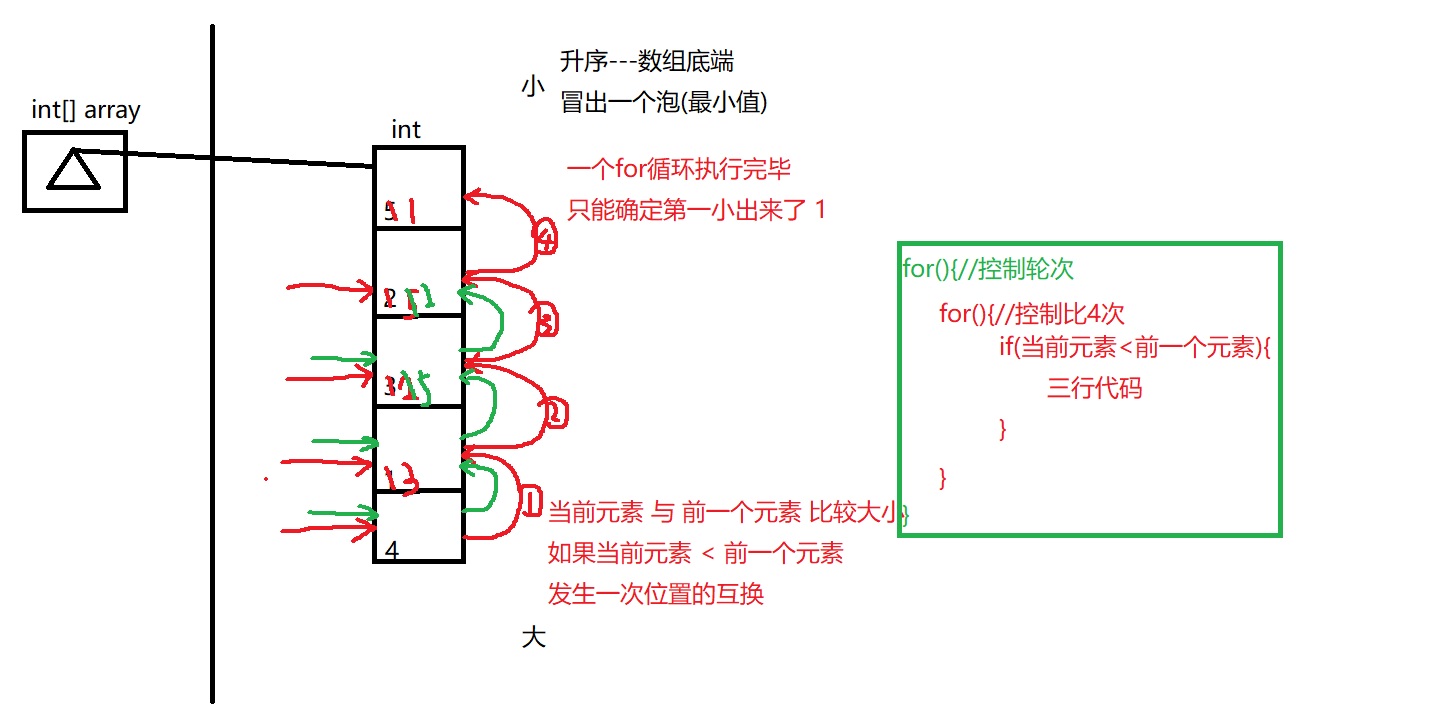 升序---数组底端
小
冒出一个泡(最小值)
int[] array
int
一个for循环执行完毕
只能确定第一小出来了 1
5 1
④
2
③
3
②
1 3
①
4
当前元素 与 前一个元素 比较大小
如果当前元素 < 前一个元素
发生一次位置的互换
大
for(){//控制轮次
for(){//控制比4次
if(当前元素<前一个元素){
三行代码
}
}
}